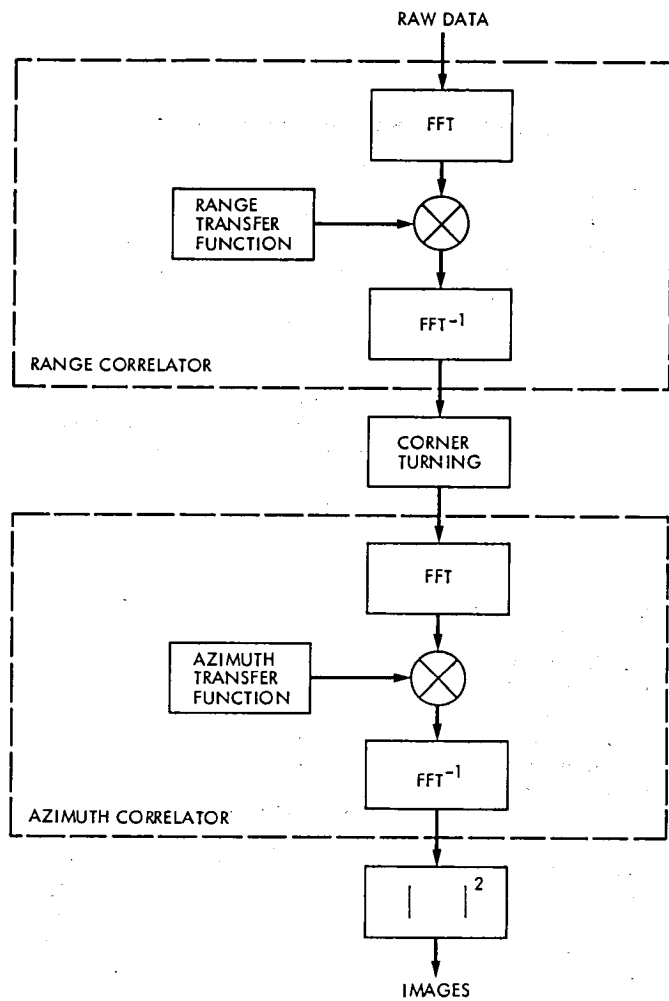 RAW DATA
FFT
RANGE
TRANSFER
FUNCTION
FFT⁻¹
RANGE CORRELATOR
CORNER
TURNING
FFT
AZIMUTH
TRANSFER
FUNCTION
FFT⁻¹
AZIMUTH CORRELATOR
| |²
IMAGES